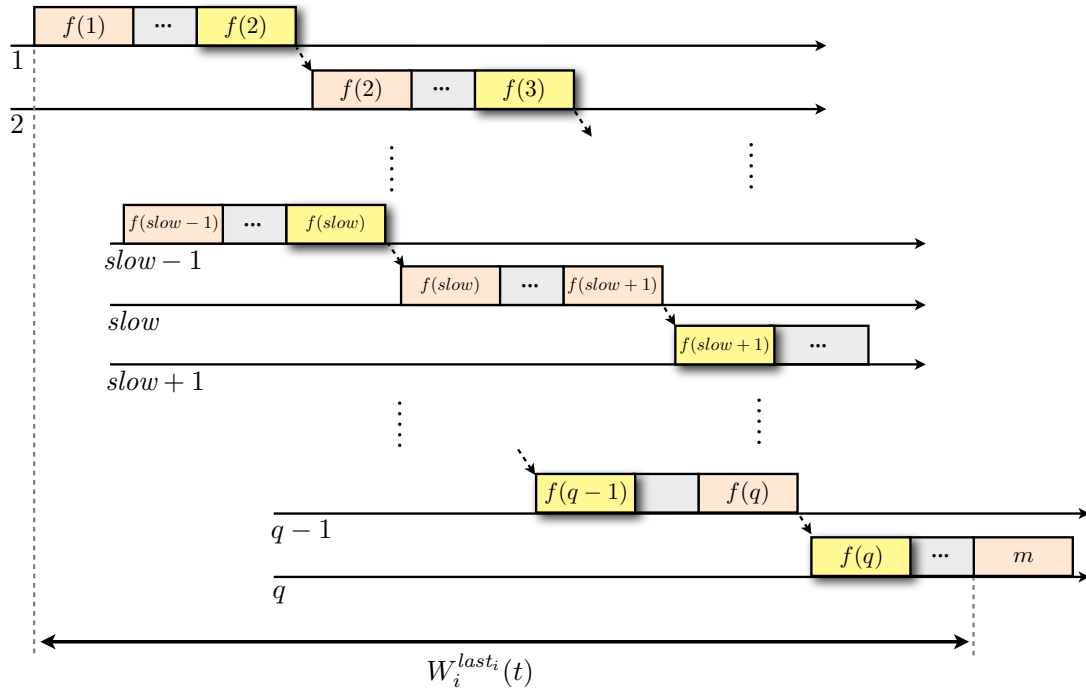 f(1) ... f(2)
1
f(2) ... f(3)
2
f(slow − 1) ... f(slow)
slow − 1
f(slow) ... f(slow + 1)
slow
f(slow + 1) ...
slow + 1
f(q − 1) f(q)
q − 1
f(q) ... m
q
W_i^{last_i}(t)